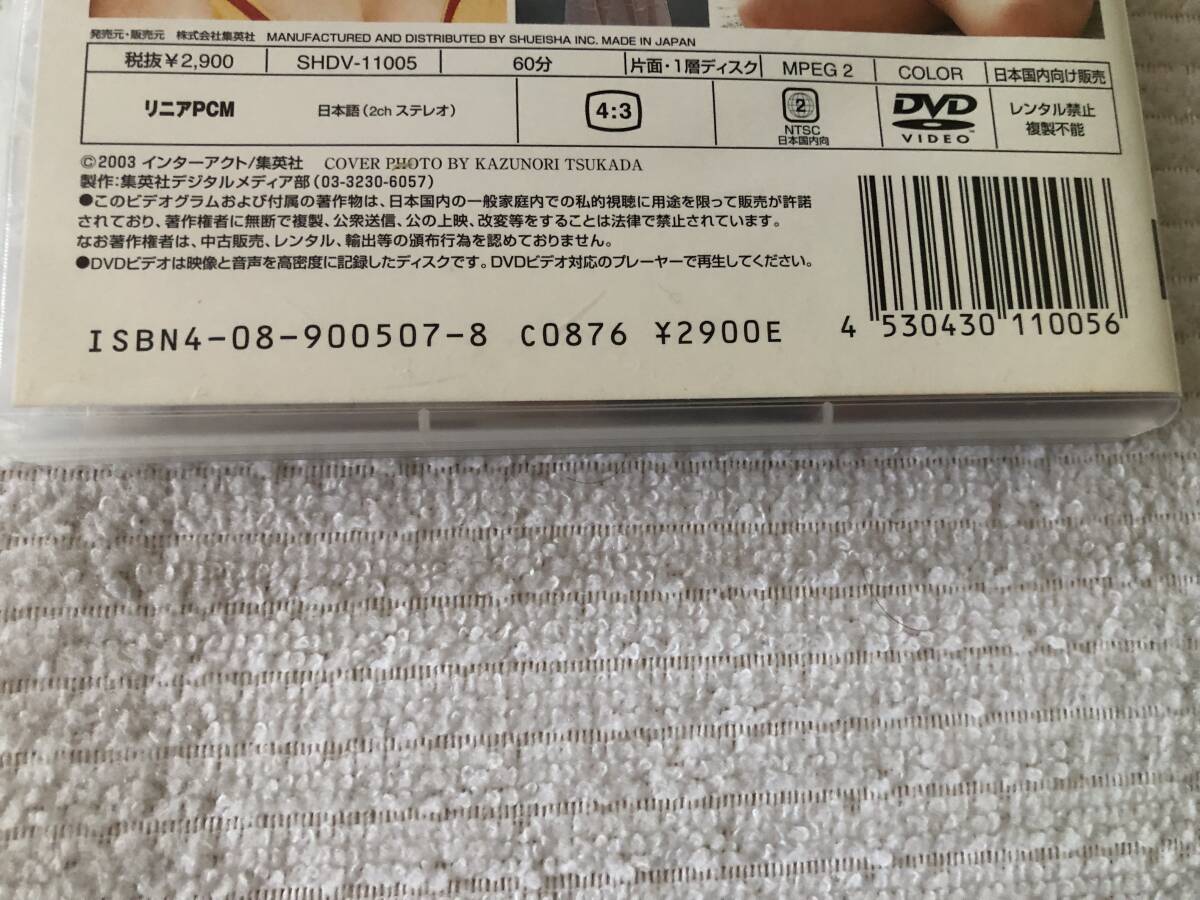 発売元・販売元 株式会社集英社 MANUFACTURED AND DISTRIBUTED BY SHUEISHA INC. MADE IN JAPAN
税抜¥2,900 SHDV-11005 60分 片面・1層ディスク MPEG 2 COLOR 日本国内向け販売
リニアPCM 日本語(2ch ステレオ) 4:3 2 NTSC 日本国内向 DVD VIDEO レンタル禁止 複製不能
©2003 インターアクト/集英社 COVER PHOTO BY KAZUNORI TSUKADA
製作:集英社デジタルメディア部(03-3230-6057)
●このビデオグラムおよび付属の著作物は、日本国内の一般家庭内での私的視聴に用途を限って販売が許諾
されており、著作権者に無断で複製、公衆送信、公の上映、改変等をすることは法律で禁止されています。
なお著作権者は、中古販売、レンタル、輸出等の頒布行為を認めておりません。
●DVDビデオは映像と音声を高密度に記録したディスクです。DVDビデオ対応のプレーヤーで再生してください。
ISBN4-08-900507-8 C0876 ¥2900E
4 530430 110056